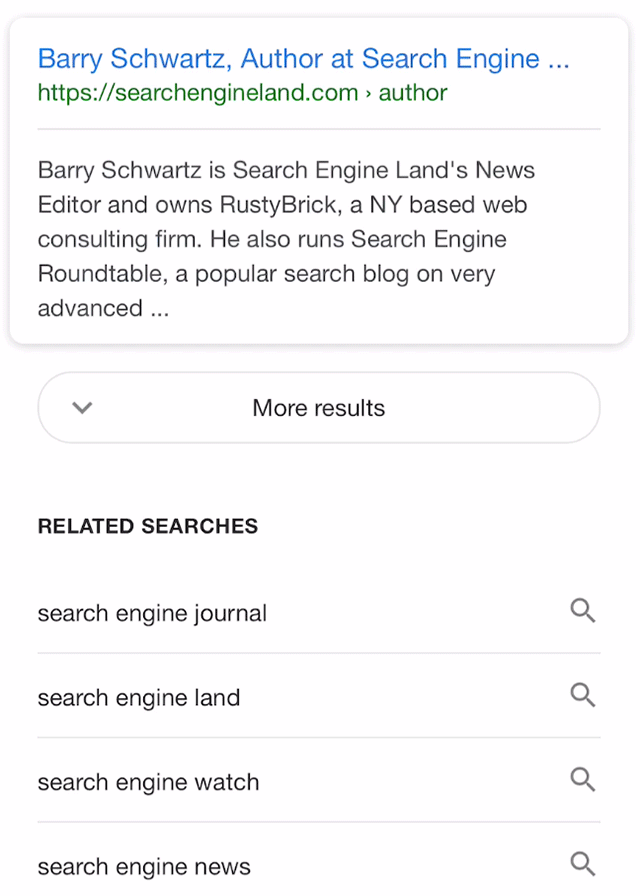 Barry Schwartz, Author at Search Engine ...
https://searchengineland.com › author
Barry Schwartz is Search Engine Land's News
Editor and owns RustyBrick, a NY based web
consulting firm. He also runs Search Engine
Roundtable, a popular search blog on very
advanced ...
More results
RELATED SEARCHES
search engine journal
search engine land
search engine watch
search engine news